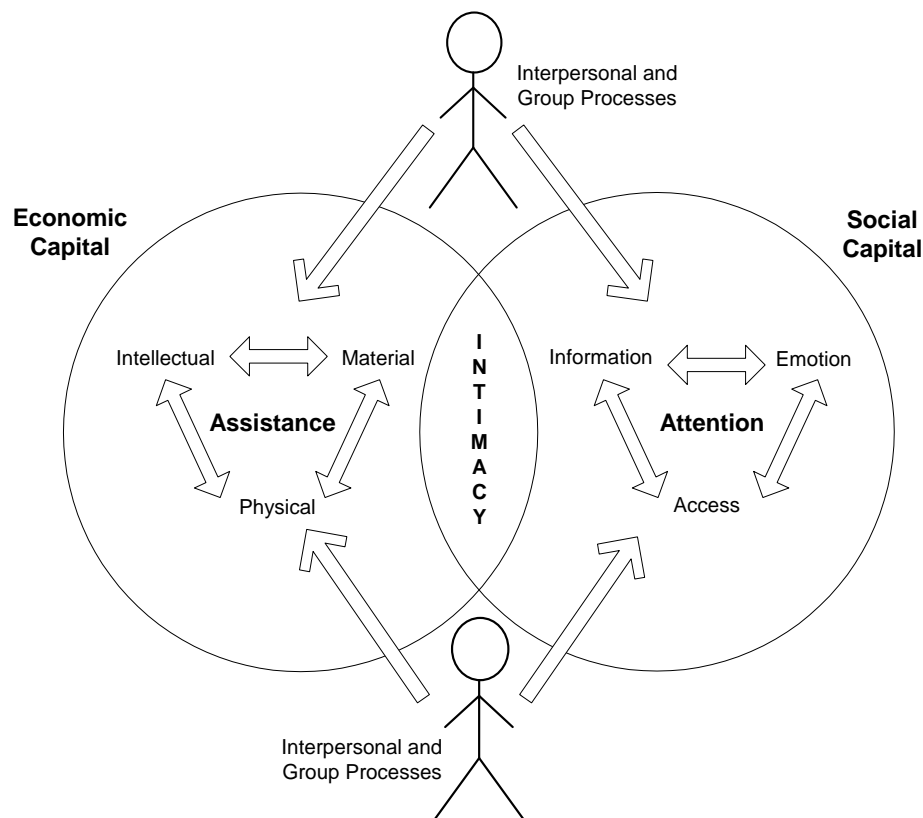 Interpersonal and
Group Processes
Economic
Capital
Social
Capital
Intellectual
Material
Assistance
Physical
INTIMACY
Information
Emotion
Attention
Access
Interpersonal and
Group Processes